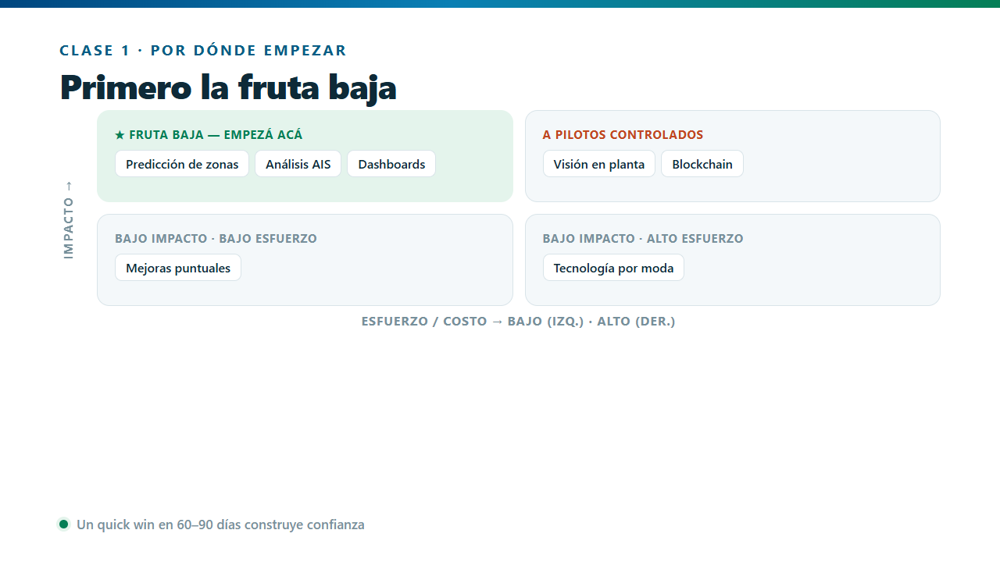 CLASE 1 · POR DÓNDE EMPEZAR
Primero la fruta baja
★ FRUTA BAJA — EMPEZÁ ACÁ
Predicción de zonas
Análisis AIS
Dashboards
A PILOTOS CONTROLADOS
Visión en planta
Blockchain
IMPACTO →
BAJO IMPACTO · BAJO ESFUERZO
Mejoras puntuales
BAJO IMPACTO · ALTO ESFUERZO
Tecnología por moda
ESFUERZO / COSTO → BAJO (IZQ.) · ALTO (DER.)
Un quick win en 60–90 días construye confianza